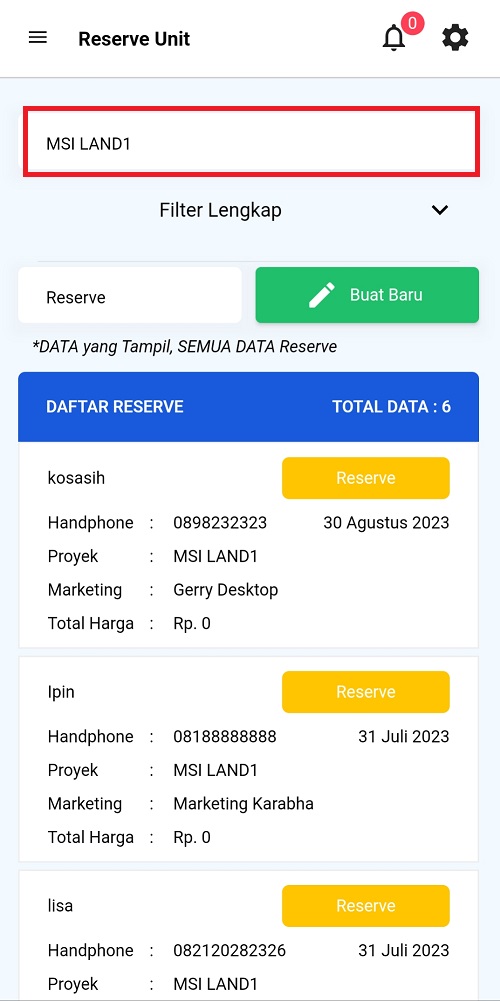 Reserve Unit
0
MSI LAND1
Filter Lengkap
Reserve
Buat Baru
*DATA yang Tampil, SEMUA DATA Reserve
DAFTAR RESERVE TOTAL DATA : 6
kosasih Reserve
Handphone : 0898232323 30 Agustus 2023
Proyek : MSI LAND1
Marketing : Gerry Desktop
Total Harga : Rp. 0
Ipin Reserve
Handphone : 08188888888 31 Juli 2023
Proyek : MSI LAND1
Marketing : Marketing Karabha
Total Harga : Rp. 0
lisa Reserve
Handphone : 082120282326 31 Juli 2023
Proyek : MSI LAND1